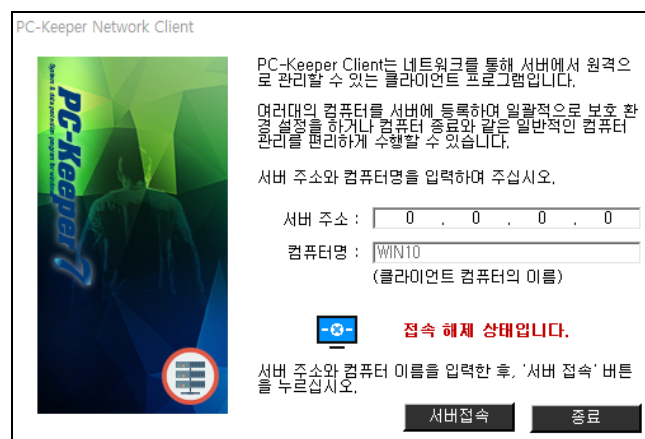 PC-Keeper Network Client
PC-Keeper Client는 네트워크를 통해 서버에서 원격으
로 관리할 수 있는 클라이언트 프로그램입니다.
여러대의 컴퓨터를 서버에 등록하여 일괄적으로 보호 환
경 설정을 하거나 컴퓨터 종료와 같은 일반적인 컴퓨터
관리를 편리하게 수행할 수 있습니다.
서버 주소와 컴퓨터명을 입력하여 주십시오.
서버 주소 : 0 . 0 . 0 . 0
컴퓨터명 : WIN10
(클라이언트 컴퓨터의 이름)
접속 해제 상태입니다.
서버 주소와 컴퓨터 이름을 입력한 후, '서버 접속' 버튼
을 누르십시오.
서버접속 종료
PC-Keeper 7
System & data protection program for windows